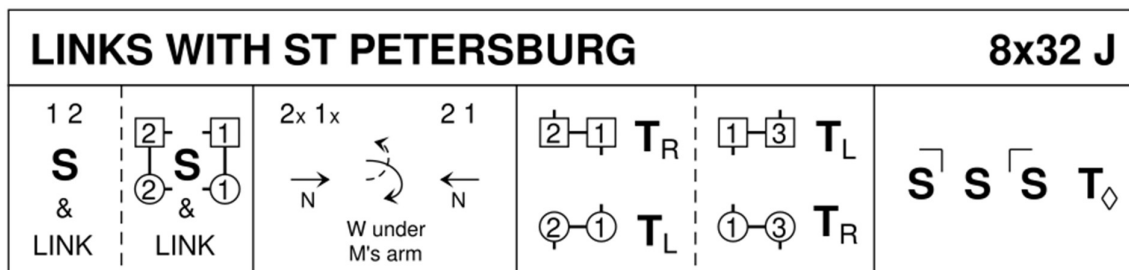 LINKS WITH ST PETERSBURG 8x32 J
1 2
S
&
LINK
2 1
S
2 1
&
LINK
2x 1x 2 1
N N
W under
M's arm
2 1 TR
2 1 TL
1 3 TL
1 3 TR
S S S T◊